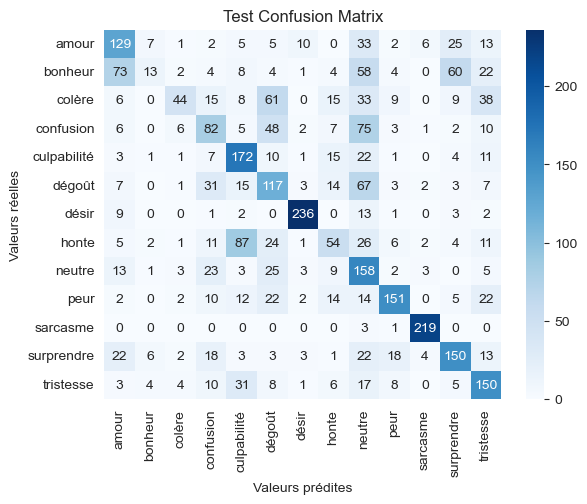 Test Confusion Matrix
Valeurs réelles
amour 129 7 1 2 5 5 10 0 33 2 6 25 13
bonheur 73 13 2 4 8 4 1 4 58 4 0 60 22
colère 6 0 44 15 8 61 0 15 33 9 0 9 38
confusion 6 0 6 82 5 48 2 7 75 3 1 2 10
culpabilité 3 1 1 7 172 10 1 15 22 1 0 4 11
dégoût 7 0 1 31 15 117 3 14 67 3 2 3 7
désir 9 0 0 1 2 0 236 0 13 1 0 3 2
honte 5 2 1 11 87 24 1 54 26 6 2 4 11
neutre 13 1 3 23 3 25 3 9 158 2 3 0 5
peur 2 0 2 10 12 22 2 14 14 151 0 5 22
sarcasme 0 0 0 0 0 0 0 0 3 1 219 0 0
surprendre 22 6 2 18 3 3 3 1 22 18 4 150 13
tristesse 3 4 4 10 31 8 1 6 17 8 0 5 150
amour bonheur colère confusion culpabilité dégoût désir honte neutre peur sarcasme surprendre tristesse
Valeurs prédites
200
150
100
50
0